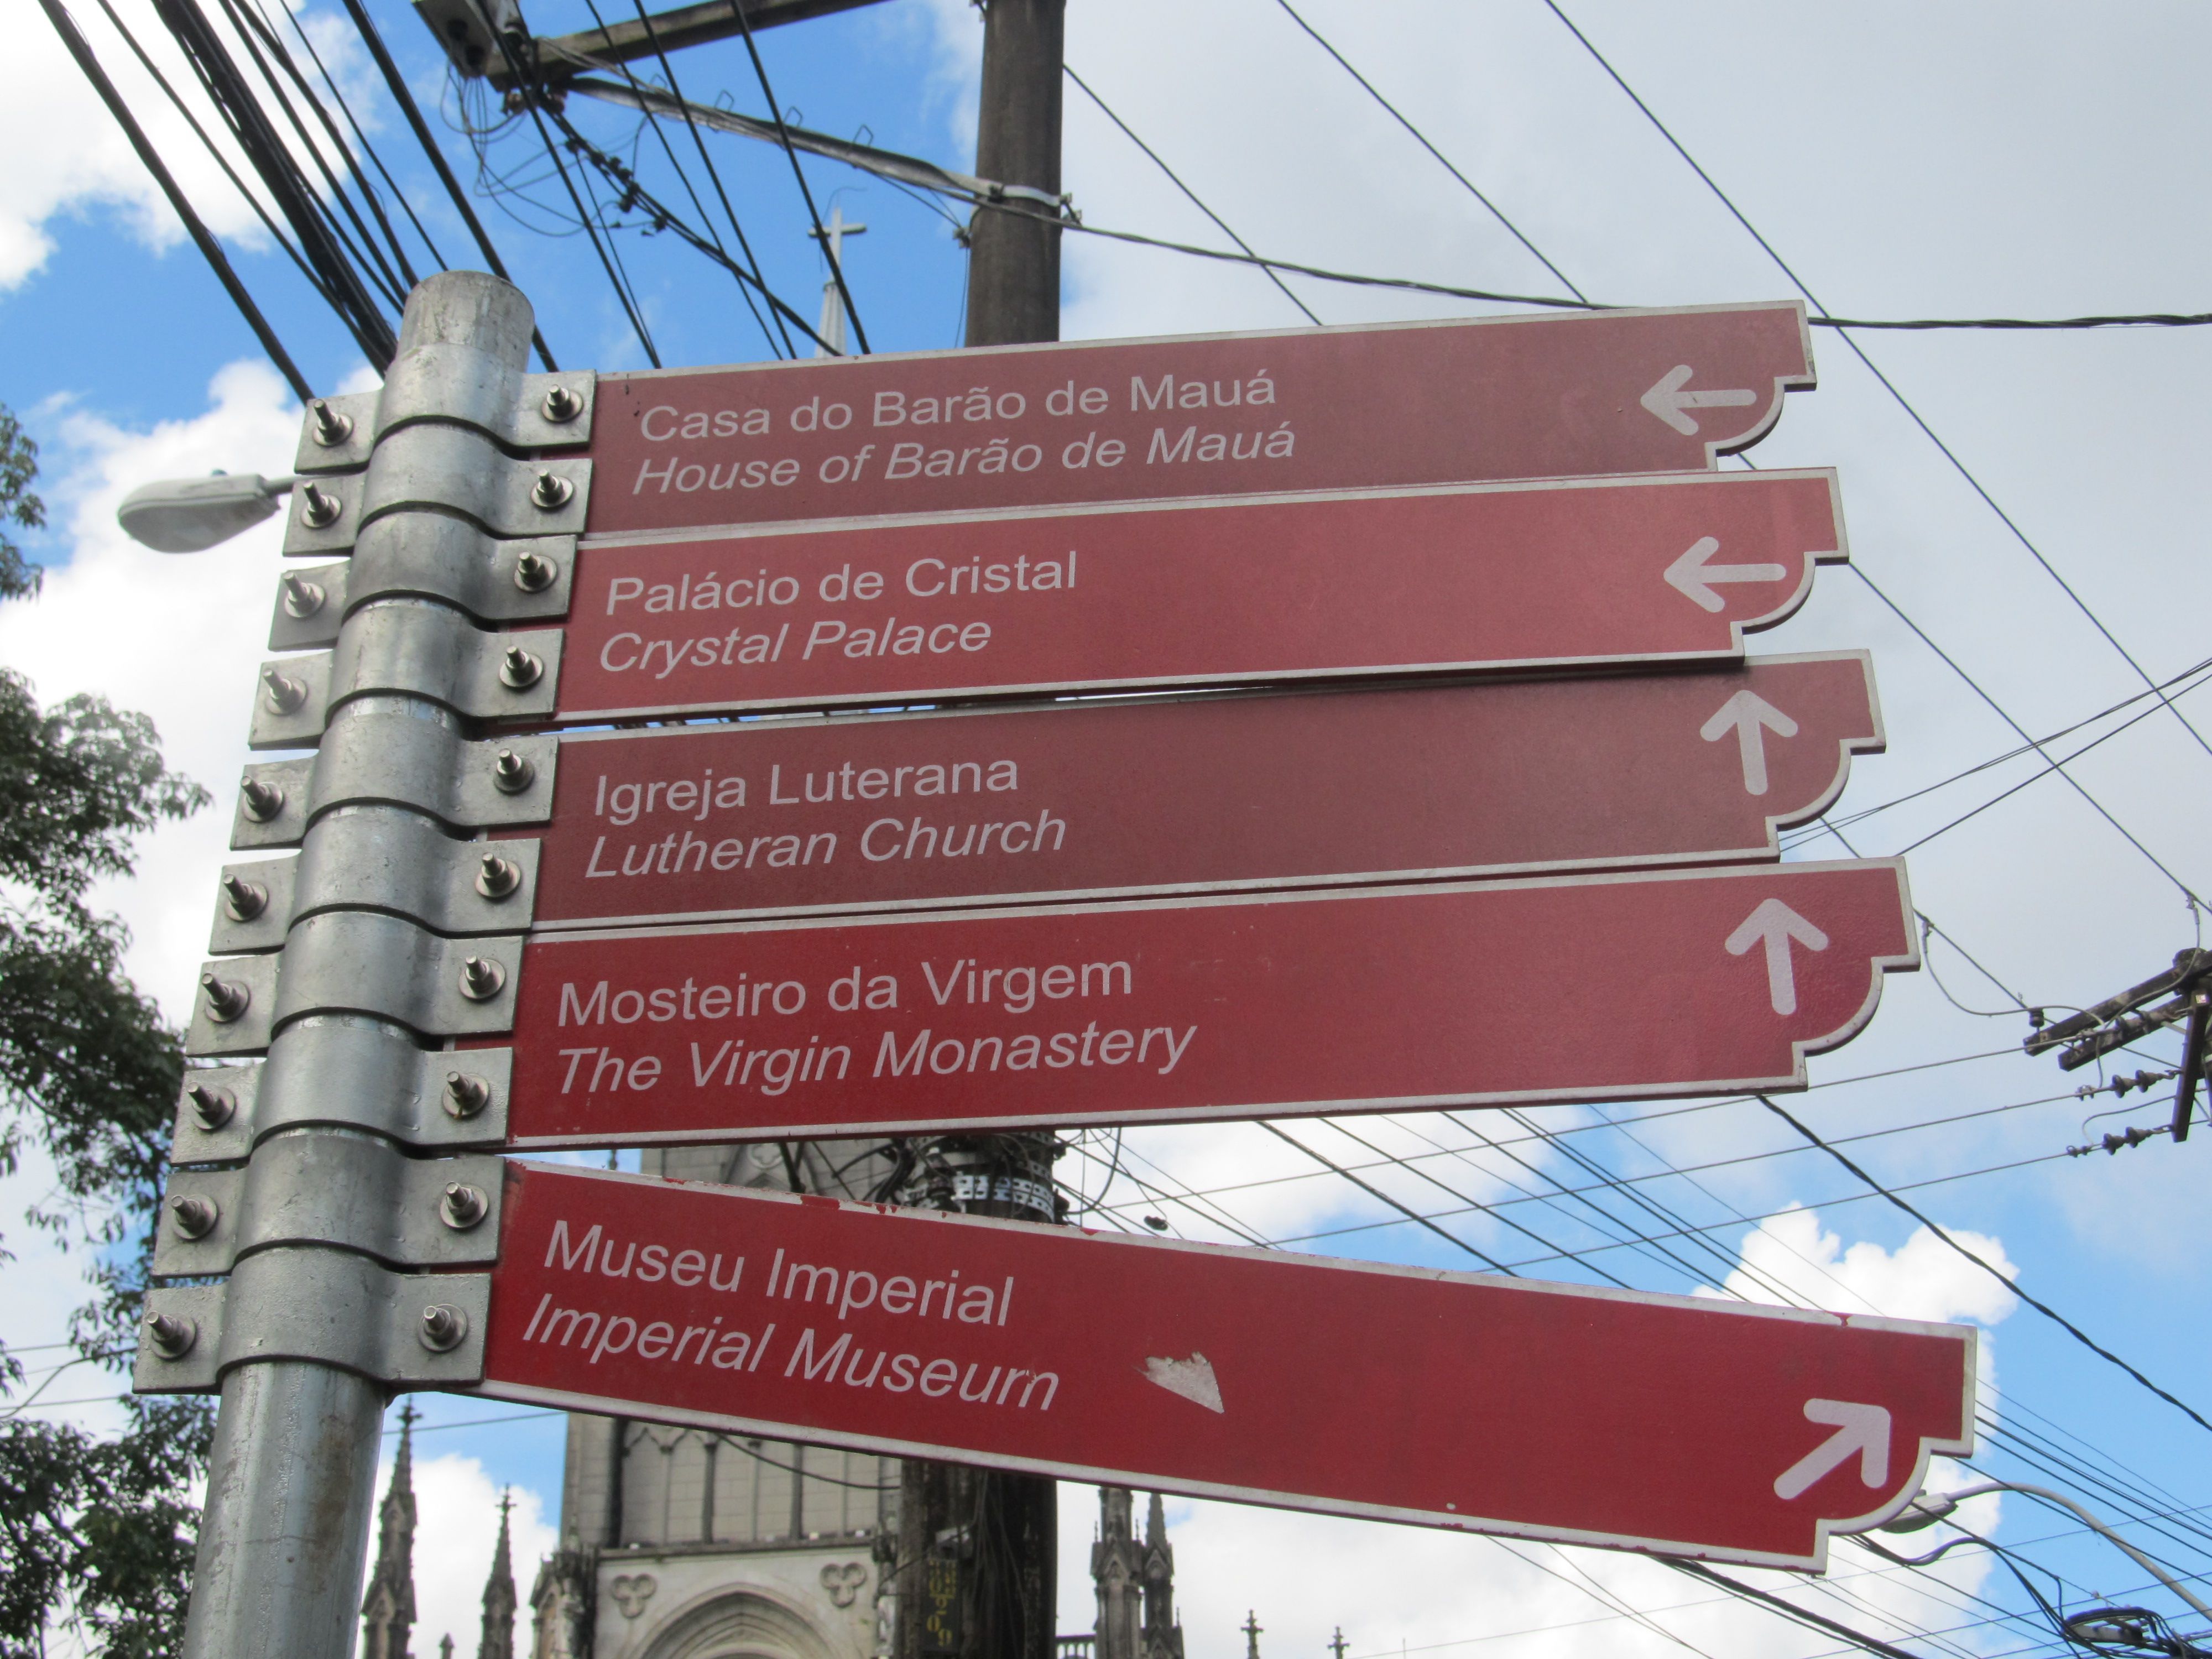 Casa do Barão de Mauá
House of Barão de Mauá
Palácio de Cristal
Crystal Palace
Igreja Luterana
Lutheran Church
Mosteiro da Virgem
The Virgin Monastery
Museu Imperial
Imperial Museum